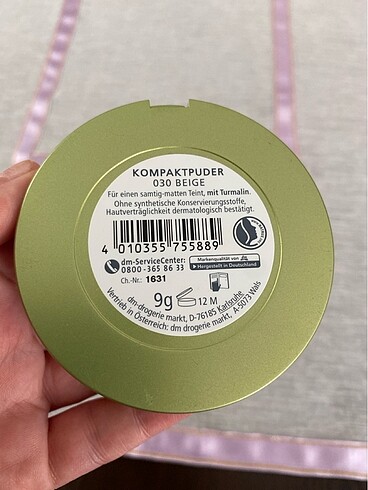 KOMPAKTPUDER
030 BEIGE
Für einen samtig-matten Teint, mit Turmalin.
Ohne synthetische Konservierungsstoffe,
Hautverträglichkeit dermatologisch bestätigt.
4 010355 755889
dm-ServiceCenter:
0800-365 86 33
Ch.-Nr.: 1631
Markenqualität von dm
Hergestellt in Deutschland
9g 12 M
dm-drogerie markt, D-76185 Karlsruhe
Vertrieb in Österreich: dm drogerie markt, A-5073 Wals